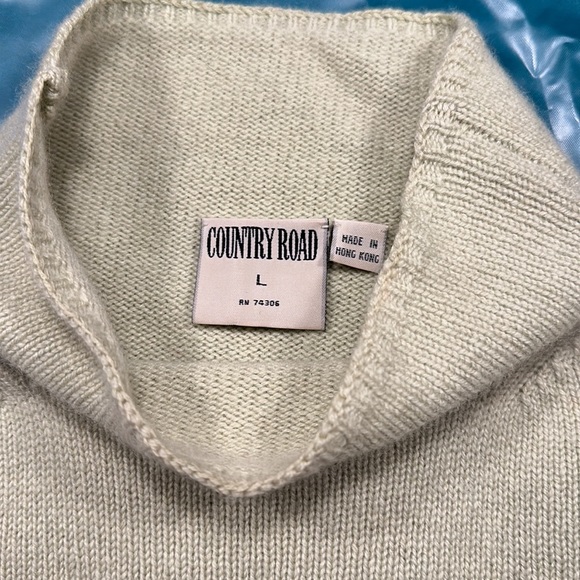 COUNTRY ROAD
L
RN 74306
MADE IN
HONG KONG